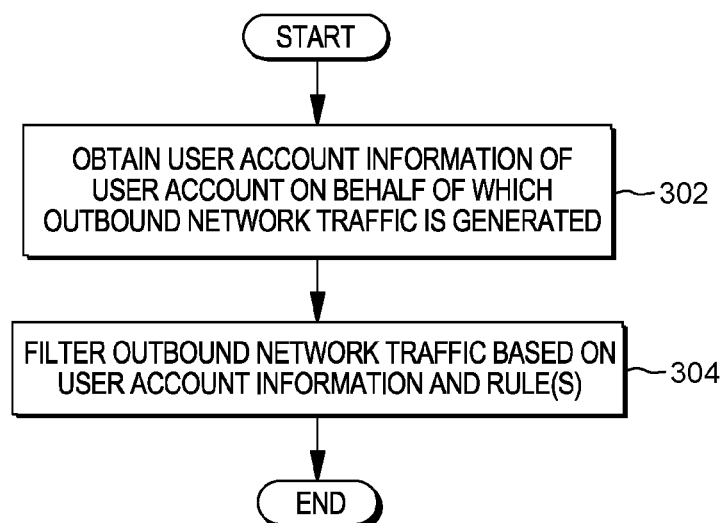 START
OBTAIN USER ACCOUNT INFORMATION OF
USER ACCOUNT ON BEHALF OF WHICH
OUTBOUND NETWORK TRAFFIC IS GENERATED
302
FILTER OUTBOUND NETWORK TRAFFIC BASED ON
USER ACCOUNT INFORMATION AND RULE(S)
304
END